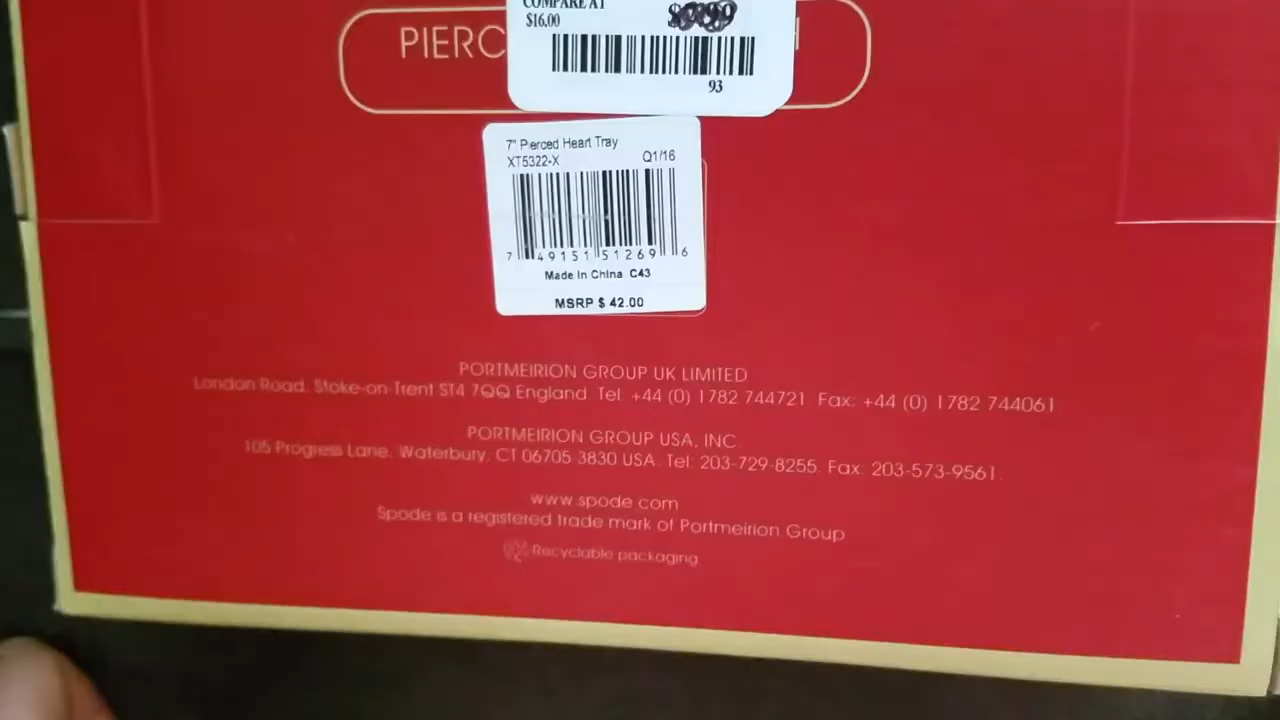 COMPARE AT
$16.00
PIERC
93
7" Pierced Heart Tray
XT5322-X Q1/16
7 49151 51269 6
Made In China C43
MSRP $ 42.00
PORTMEIRION GROUP UK LIMITED
London Road. Stoke-on-Trent ST4 7QQ England. Tel: +44 (0) 1782 744721 Fax: +44 (0) 1782 744061
PORTMEIRION GROUP USA, INC.
105 Progress Lane. Waterbury. CT 06705-3830 USA. Tel: 203-729-8255. Fax: 203-573-9561.
www.spode.com
Spode is a registered trade mark of Portmeirion Group
Recyclable packaging